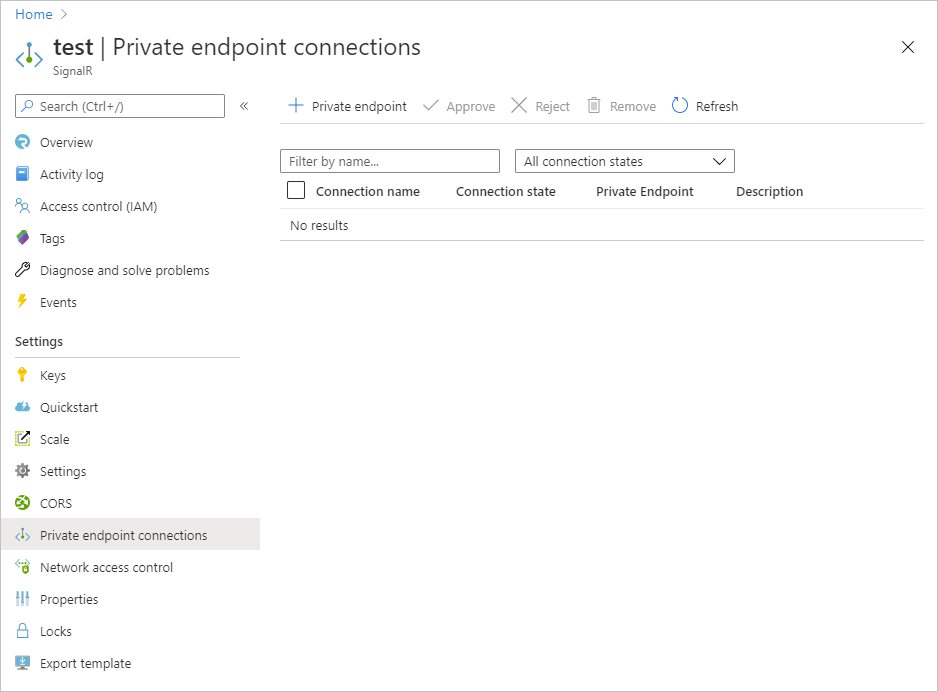 Home
test | Private endpoint connections
SignalR
Search (Ctrl+/)
Private endpoint Approve Reject Remove Refresh
Overview
Activity log
Access control (IAM)
Tags
Diagnose and solve problems
Events
Settings
Keys
Quickstart
Scale
Settings
CORS
Private endpoint connections
Network access control
Properties
Locks
Export template
Filter by name... All connection states
Connection name Connection state Private Endpoint Description
No results